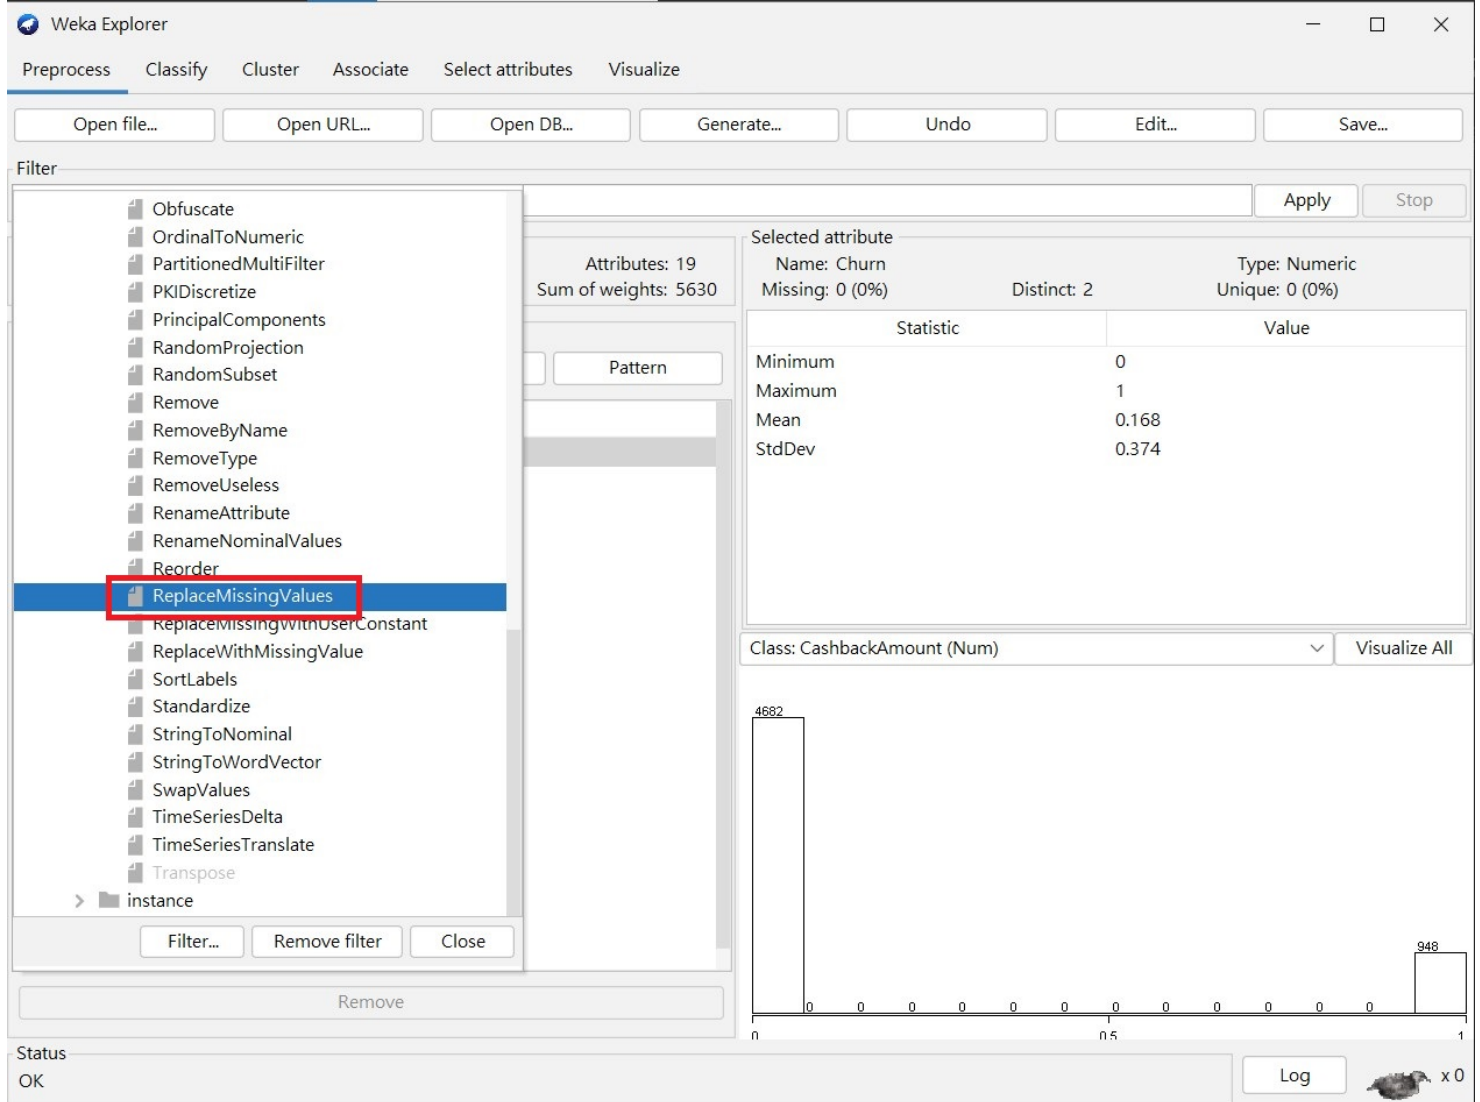 Weka Explorer
Preprocess Classify Cluster Associate Select attributes Visualize
Open file... Open URL... Open DB... Generate... Undo Edit... Save...
Filter
Apply Stop
Obfuscate
OrdinalToNumeric
PartitionedMultiFilter
PKIDiscretize
PrincipalComponents
RandomProjection
RandomSubset
Remove
RemoveByName
RemoveType
RemoveUseless
RenameAttribute
RenameNominalValues
Reorder
ReplaceMissingValues
ReplaceMissingWithUserConstant
ReplaceWithMissingValue
SortLabels
Standardize
StringToNominal
StringToWordVector
SwapValues
TimeSeriesDelta
TimeSeriesTranslate
Transpose
instance
Filter... Remove filter Close
Attributes: 19
Sum of weights: 5630
Pattern
Remove
Selected attribute
Name: Churn Type: Numeric
Missing: 0 (0%) Distinct: 2 Unique: 0 (0%)
Statistic Value
Minimum 0
Maximum 1
Mean 0.168
StdDev 0.374
Class: CashbackAmount (Num) Visualize All
4682
948
0 0 0 0 0 0 0 0 0 0 0 0
0 0.5 1
Status
OK
Log x 0